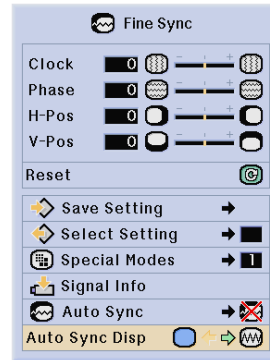 Fine Sync
Clock 0
Phase 0
H-Pos 0
V-Pos 0
Reset
Save Setting
Select Setting
Special Modes 1
Signal Info
Auto Sync
Auto Sync Disp